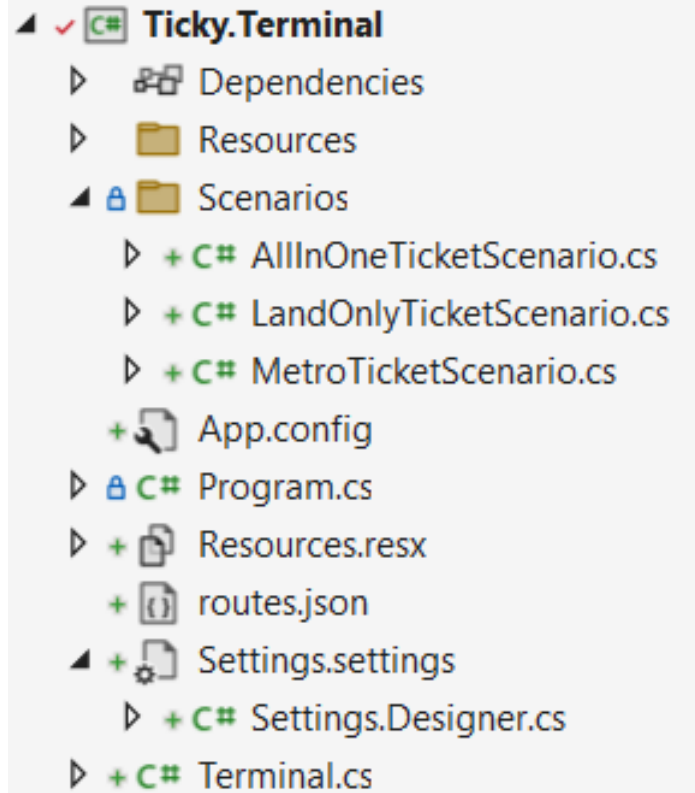 C# Ticky.Terminal
Dependencies
Resources
Scenarios
C# AllInOneTicketScenario.cs
C# LandOnlyTicketScenario.cs
C# MetroTicketScenario.cs
App.config
C# Program.cs
Resources.resx
routes.json
Settings.settings
C# Settings.Designer.cs
C# Terminal.cs